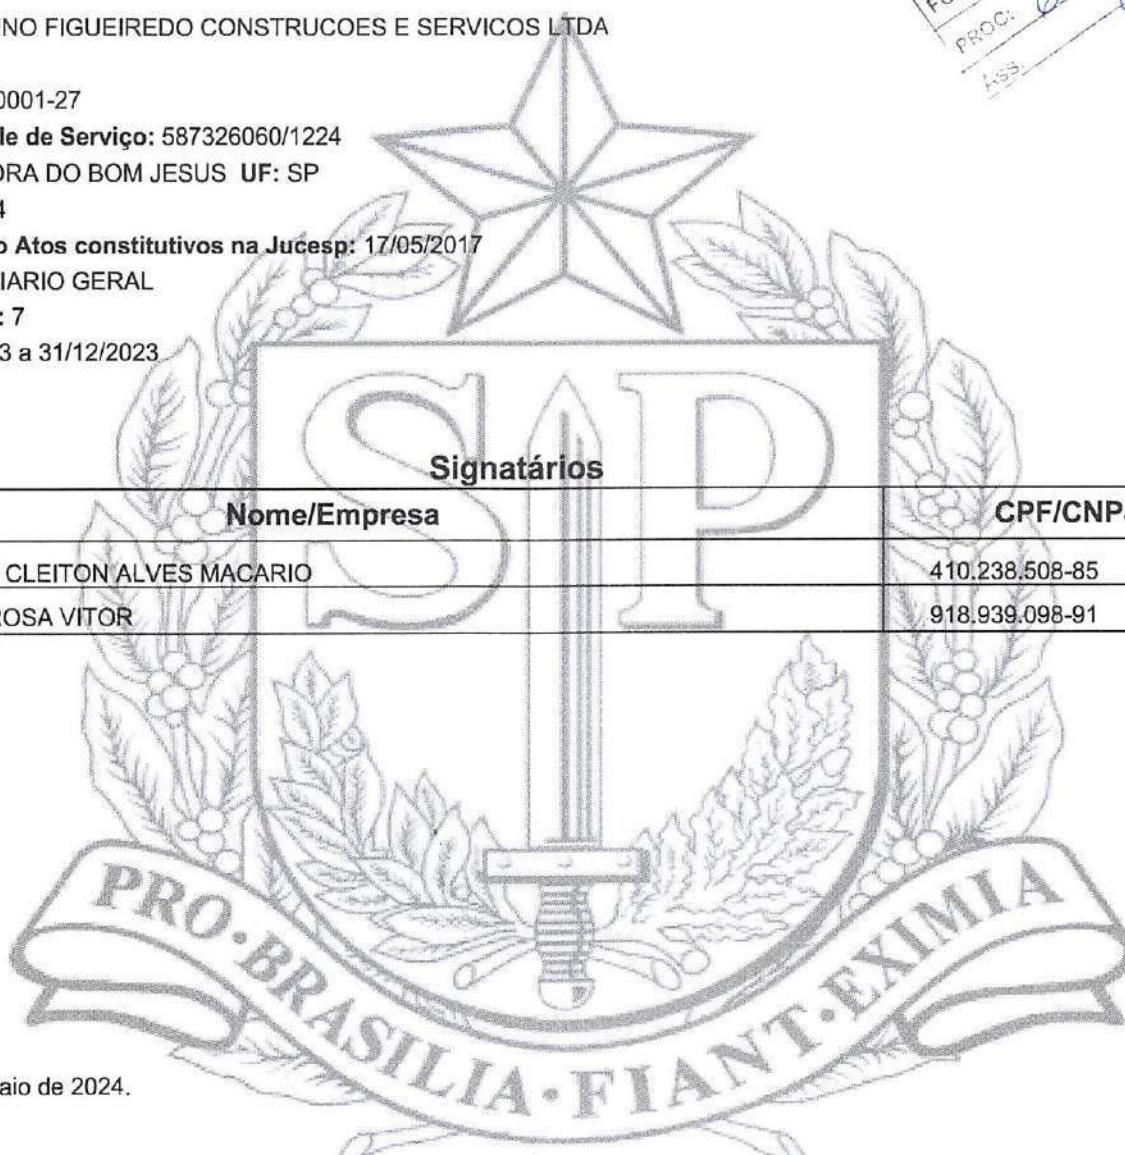 NO FIGUEIREDO CONSTRUCOES E SERVICOS LTDA
PROC:
ASS.
0001-27
le de Serviço: 587326060/1224
ORA DO BOM JESUS UF: SP
4
o Atos constitutivos na Jucesp: 17/05/2017
IARIO GERAL
: 7
3 a 31/12/2023
SP
Signatários
Nome/Empresa CPF/CNP
CLEITON ALVES MACARIO 410.238.508-85
ROSA VITOR 918.939.098-91
PRO·BRASILIA·FIANT·EXIMIA
aio de 2024.